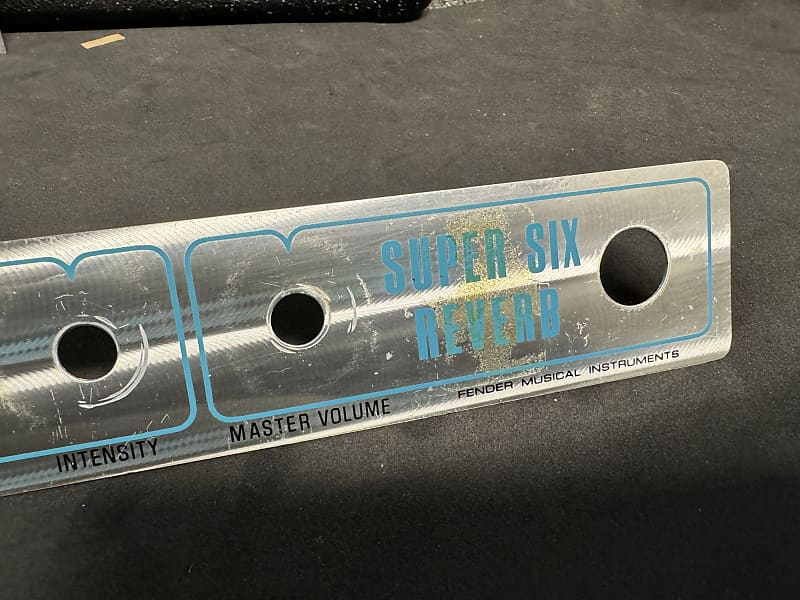 SUPER SIX
REVERB
FENDER MUSICAL INSTRUMENTS
MASTER VOLUME
INTENSITY